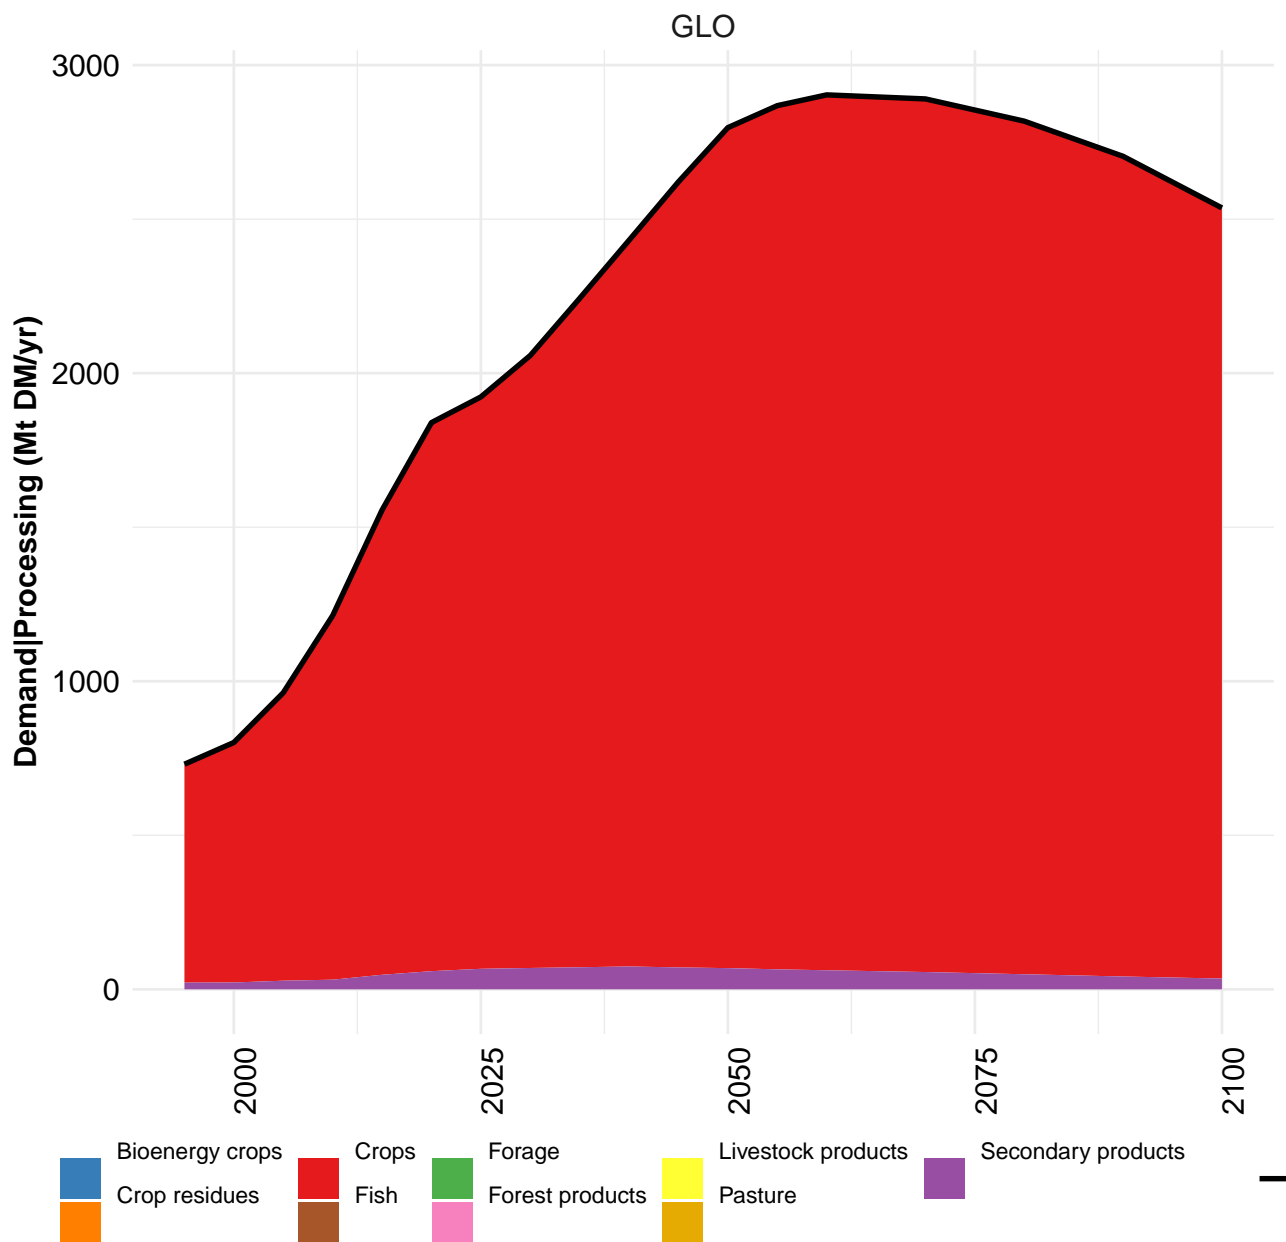 GLO
3000
2000
1000
0
Demand|Processing (Mt DM/yr)
2000
2025
2050
2075
2100
Bioenergy crops
Crops
Forage
Livestock products
Secondary products
Crop residues
Fish
Forest products
Pasture